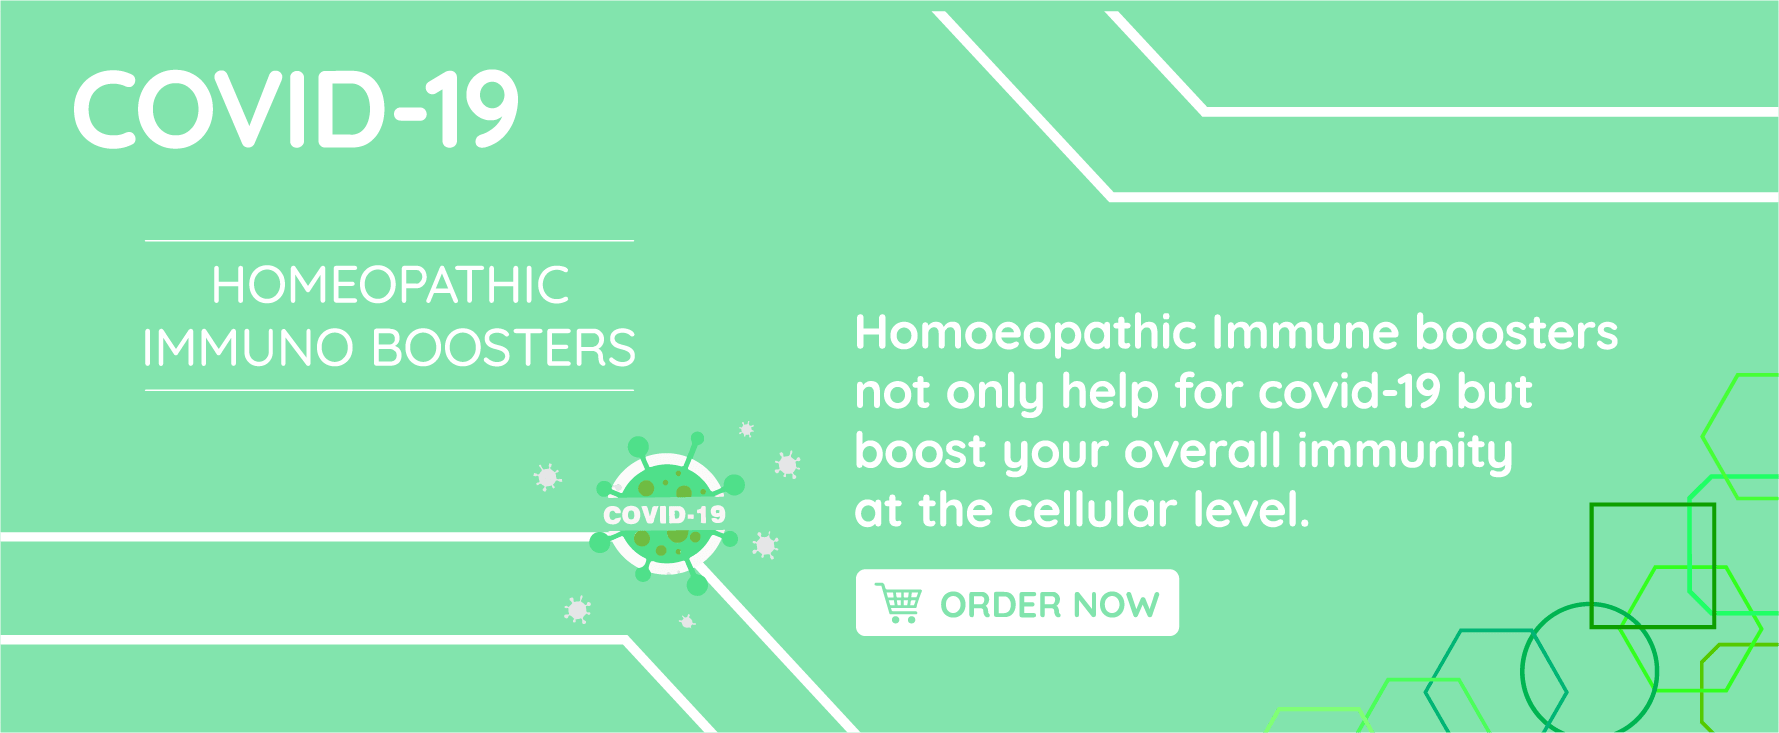 COVID-19
HOMEOPATHIC
IMMUNO BOOSTERS
Homoeopathic Immune boosters
not only help for covid-19 but
boost your overall immunity
at the cellular level.
COVID-19
ORDER NOW